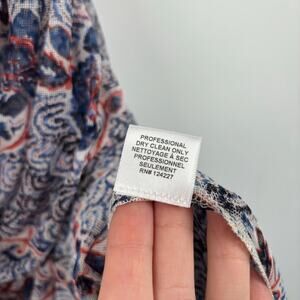 PROFESSIONAL
DRY CLEAN ONLY
NETTOYAGE À SEC
PROFESSIONNEL
SEULEMENT
RN# 124227